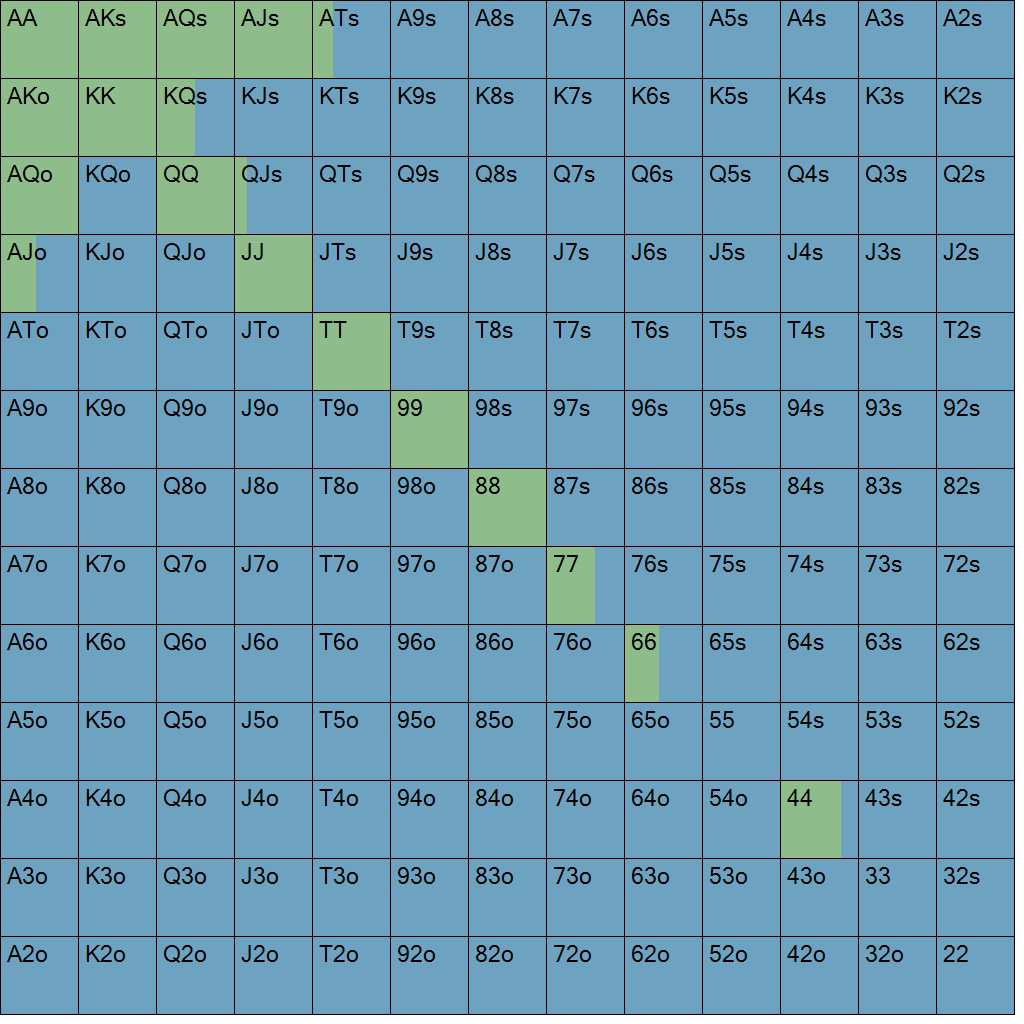 AA AKs AQs AJs ATs A9s A8s A7s A6s A5s A4s A3s A2s
AKo KK KQs KJs KTs K9s K8s K7s K6s K5s K4s K3s K2s
AQo KQo QQ QJs QTs Q9s Q8s Q7s Q6s Q5s Q4s Q3s Q2s
AJo KJo QJo JJ JTs J9s J8s J7s J6s J5s J4s J3s J2s
ATo KTo QTo JTo TT T9s T8s T7s T6s T5s T4s T3s T2s
A9o K9o Q9o J9o T9o 99 98s 97s 96s 95s 94s 93s 92s
A8o K8o Q8o J8o T8o 98o 88 87s 86s 85s 84s 83s 82s
A7o K7o Q7o J7o T7o 97o 87o 77 76s 75s 74s 73s 72s
A6o K6o Q6o J6o T6o 96o 86o 76o 66 65s 64s 63s 62s
A5o K5o Q5o J5o T5o 95o 85o 75o 65o 55 54s 53s 52s
A4o K4o Q4o J4o T4o 94o 84o 74o 64o 54o 44 43s 42s
A3o K3o Q3o J3o T3o 93o 83o 73o 63o 53o 43o 33 32s
A2o K2o Q2o J2o T2o 92o 82o 72o 62o 52o 42o 32o 22